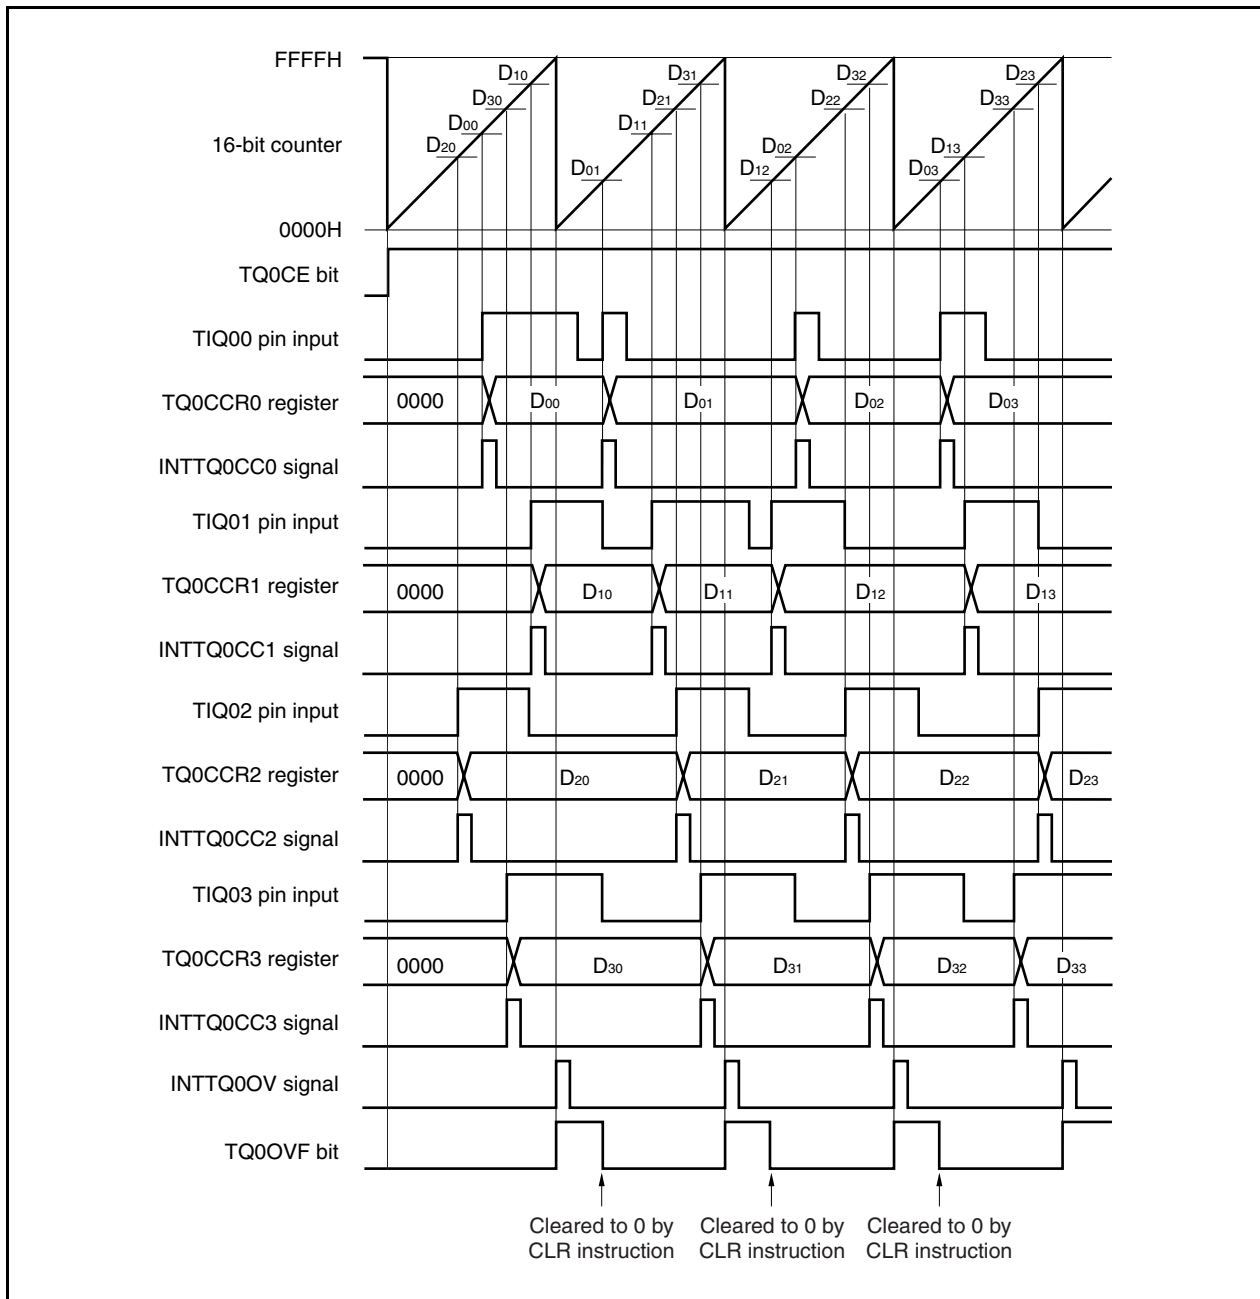 FFFFH
D10
D31
D32
D23
D30
D21
D22
D33
D00
D11
16-bit counter
D20
D02
D13
D01
D12
D03
0000H
TQ0CE bit
TIQ00 pin input
TQ0CCR0 register
0000
D00
D01
D02
D03
INTTQ0CC0 signal
TIQ01 pin input
TQ0CCR1 register
0000
D10
D11
D12
D13
INTTQ0CC1 signal
TIQ02 pin input
TQ0CCR2 register
0000
D20
D21
D22
D23
INTTQ0CC2 signal
TIQ03 pin input
TQ0CCR3 register
0000
D30
D31
D32
D33
INTTQ0CC3 signal
INTTQ0OV signal
TQ0OVF bit
Cleared to 0 by
CLR instruction
Cleared to 0 by
CLR instruction
Cleared to 0 by
CLR instruction